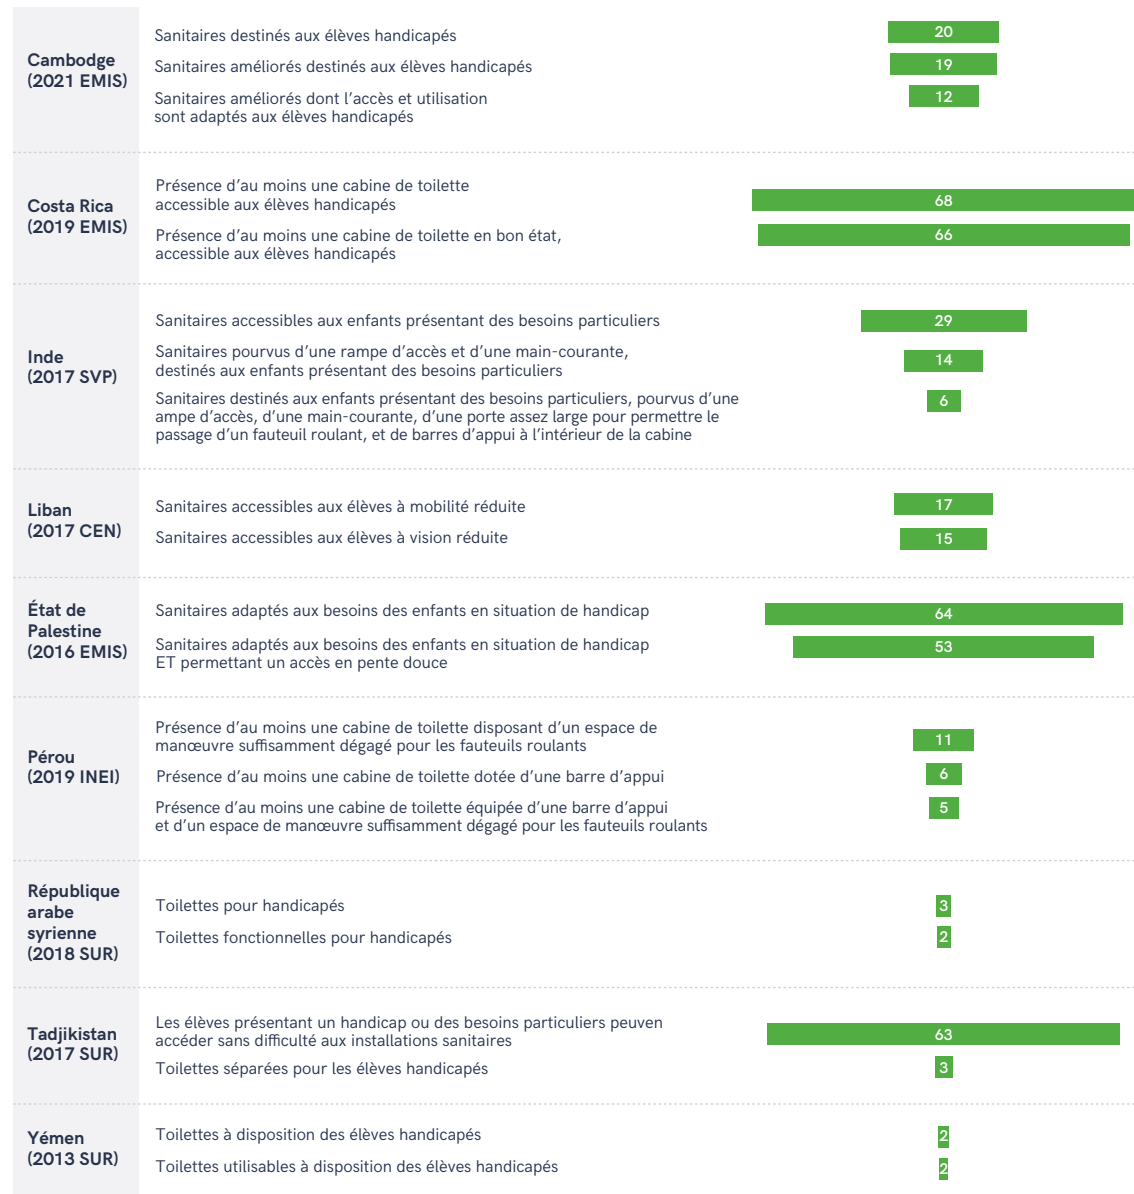 Cambodge
(2021 EMIS)
Sanitaires destinés aux élèves handicapés
20
Sanitaires améliorés destinés aux élèves handicapés
19
Sanitaires améliorés dont l’accès et utilisation
sont adaptés aux élèves handicapés
12
Costa Rica
(2019 EMIS)
Présence d’au moins une cabine de toilette
accessible aux élèves handicapés
68
Présence d’au moins une cabine de toilette en bon état,
accessible aux élèves handicapés
66
Inde
(2017 SVP)
Sanitaires accessibles aux enfants présentant des besoins particuliers
29
Sanitaires pourvus d’une rampe d’accès et d’une main-courante,
destinés aux enfants présentant des besoins particuliers
14
Sanitaires destinés aux enfants présentant des besoins particuliers, pourvus d’une
ampe d’accès, d’une main-courante, d’une porte assez large pour permettre le
passage d’un fauteuil roulant, et de barres d’appui à l’intérieur de la cabine
6
Liban
(2017 CEN)
Sanitaires accessibles aux élèves à mobilité réduite
17
Sanitaires accessibles aux élèves à vision réduite
15
État de
Palestine
(2016 EMIS)
Sanitaires adaptés aux besoins des enfants en situation de handicap
64
Sanitaires adaptés aux besoins des enfants en situation de handicap
ET permettant un accès en pente douce
53
Pérou
(2019 INEI)
Présence d’au moins une cabine de toilette disposant d’un espace de
manœuvre suffisamment dégagé pour les fauteuils roulants
11
Présence d’au moins une cabine de toilette dotée d’une barre d’appui
6
Présence d’au moins une cabine de toilette équipée d’une barre d’appui
et d’un espace de manœuvre suffisamment dégagé pour les fauteuils roulants
5
République
arabe
syrienne
(2018 SUR)
Toilettes pour handicapés
3
Toilettes fonctionnelles pour handicapés
2
Tadjikistan
(2017 SUR)
Les élèves présentant un handicap ou des besoins particuliers peuven
accéder sans difficulté aux installations sanitaires
63
Toilettes séparées pour les élèves handicapés
3
Yémen
(2013 SUR)
Toilettes à disposition des élèves handicapés
2
Toilettes utilisables à disposition des élèves handicapés
2